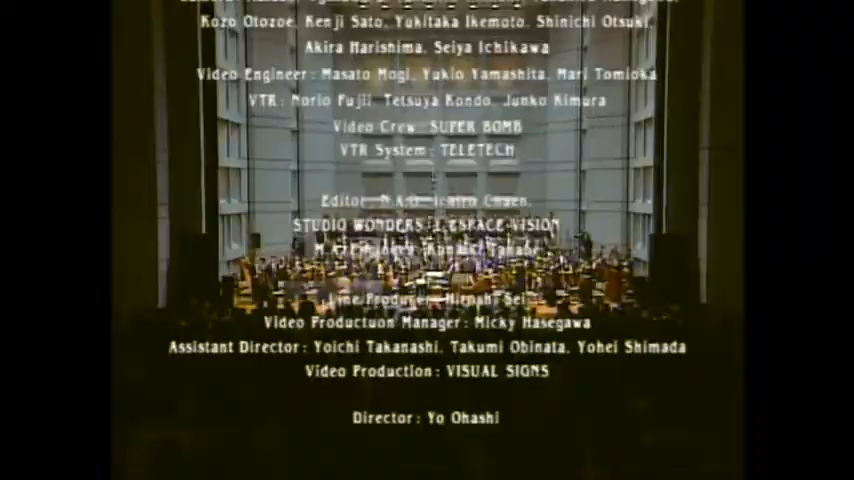 Kozo Otozoe, Kenji Sato, Yukitaka Ikemoto, Shinichi Otsuki,
Akira Harishima, Seiya Ichikawa
Video Engineer: Masato Mogi, Yukio Yamashita, Mari Tomioka
VTR: Norio Fujii, Tetsuya Kondo, Junko Kimura
Video Crew: SUPER BOMB
VTR System: TELETECH
Editor:
STUDIO WONDERS L'ESPACE VISION
Line Producer: Hiroshi Sei
Video Productuon Manager: Micky Hasegawa
Assistant Director: Yoichi Takanashi, Takumi Obinata, Yohei Shimada
Video Production: VISUAL SIGNS
Director: Yo Ohashi